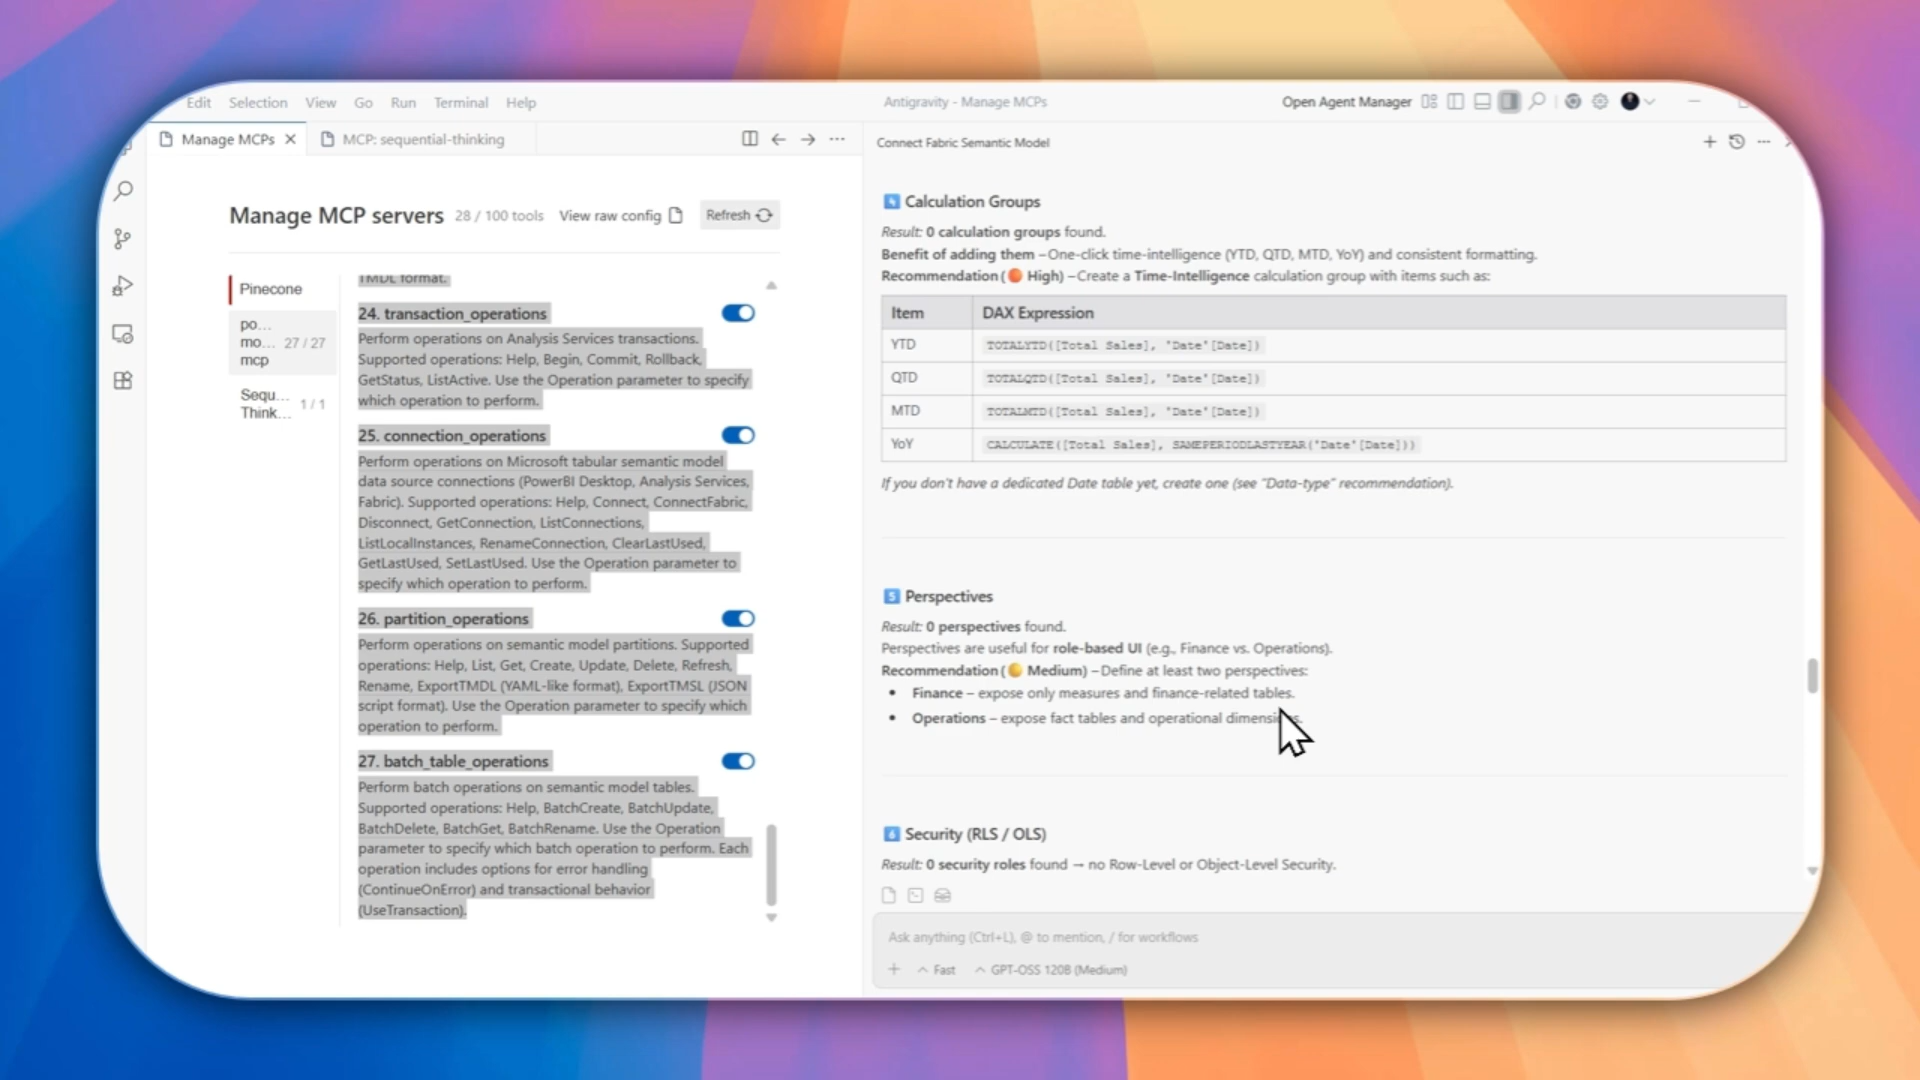 Edit Selection View Go Run Terminal Help
Antigravity - Manage MCPs
Open Agent Manager
Manage MCPs
MCP: sequential-thinking
Manage MCP servers 28 / 100 tools View raw config Refresh
Pinecone
po...
mo... 27 / 27
mcp
Sequ...
Think... 1 / 1
TMDL format.
24. transaction_operations
Perform operations on Analysis Services transactions.
Supported operations: Help, Begin, Commit, Rollback,
GetStatus, ListActive. Use the Operation parameter to specify
which operation to perform.
25. connection_operations
Perform operations on Microsoft tabular semantic model
data source connections (PowerBI Desktop, Analysis Services,
Fabric). Supported operations: Help, Connect, ConnectFabric,
Disconnect, GetConnection, ListConnections,
ListLocalInstances, RenameConnection, ClearLastUsed,
GetLastUsed, SetLastUsed. Use the Operation parameter to
specify which operation to perform.
26. partition_operations
Perform operations on semantic model partitions. Supported
operations: Help, List, Get, Create, Update, Delete, Refresh,
Rename, ExportTMDL (YAML-like format), ExportTMSL (JSON
script format). Use the Operation parameter to specify which
operation to perform.
27. batch_table_operations
Perform batch operations on semantic model tables.
Supported operations: Help, BatchCreate, BatchUpdate,
BatchDelete, BatchGet, BatchRename. Use the Operation
parameter to specify which batch operation to perform. Each
operation includes options for error handling
(ContinueOnError) and transactional behavior
(UseTransaction).
Connect Fabric Semantic Model
4 Calculation Groups
Result: 0 calculation groups found.
Benefit of adding them – One-click time-intelligence (YTD, QTD, MTD, YoY) and consistent formatting.
Recommendation (🔴 High) – Create a Time-Intelligence calculation group with items such as:
Item DAX Expression
YTD TOTALYTD([Total Sales], 'Date'[Date])
QTD TOTALQTD([Total Sales], 'Date'[Date])
MTD TOTALMTD([Total Sales], 'Date'[Date])
YoY CALCULATE([Total Sales], SAMEPERIODLASTYEAR('Date'[Date]))
If you don't have a dedicated Date table yet, create one (see "Data-type" recommendation).
5 Perspectives
Result: 0 perspectives found.
Perspectives are useful for role-based UI (e.g., Finance vs. Operations).
Recommendation (🟡 Medium) – Define at least two perspectives:
• Finance – expose only measures and finance-related tables.
• Operations – expose fact tables and operational dimensions.
6 Security (RLS / OLS)
Result: 0 security roles found → no Row-Level or Object-Level Security.
Ask anything (Ctrl+L), @ to mention, / for workflows
Fast GPT-OSS 120B (Medium)